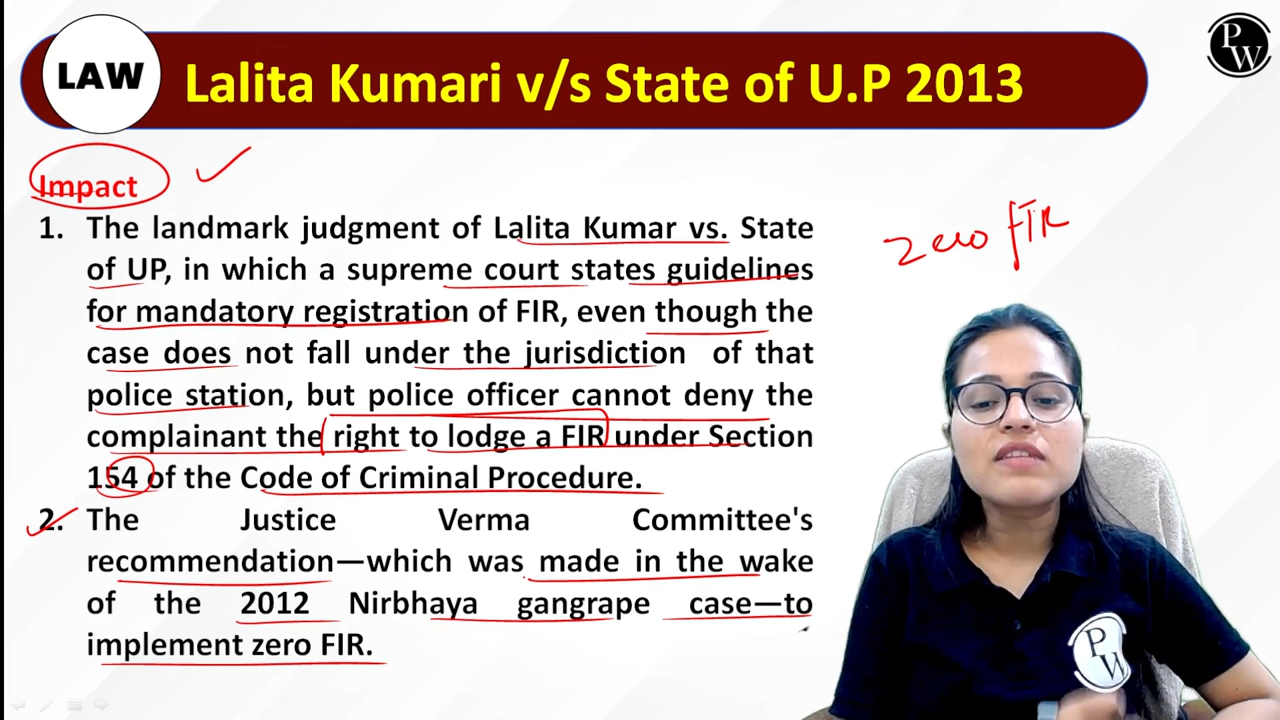 LAW
Lalita Kumari v/s State of U.P 2013
PW
Impact
1. The landmark judgment of Lalita Kumar vs. State
of UP, in which a supreme court states guidelines
for mandatory registration of FIR, even though the
case does not fall under the jurisdiction of that
police station, but police officer cannot deny the
complainant the right to lodge a FIR under Section
154 of the Code of Criminal Procedure.
2. The Justice Verma Committee's
recommendation—which was made in the wake
of the 2012 Nirbhaya gangrape case—to
implement zero FIR.
Zero FIR
PW